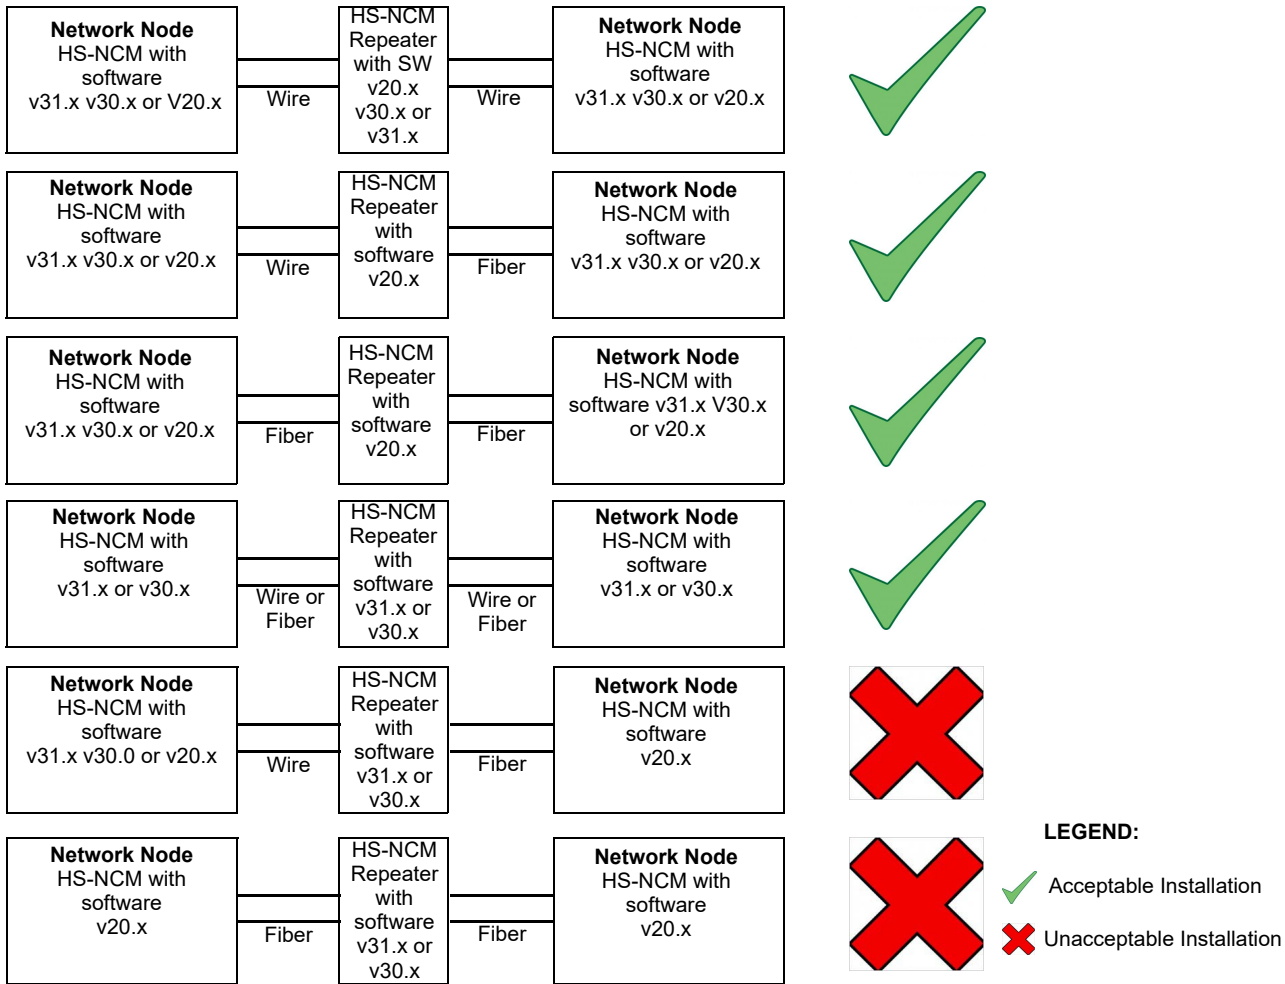 Network Node
HS-NCM with
software
v31.x v30.x or V20.x
Wire
HS-NCM
Repeater
with SW
v20.x
v30.x or
v31.x
Wire
Network Node
HS-NCM with
software
v31.x v30.x or v20.x
Network Node
HS-NCM with
software
v31.x v30.x or v20.x
Wire
HS-NCM
Repeater
with
software
v20.x
Fiber
Network Node
HS-NCM with
software
v31.x v30.x or v20.x
Network Node
HS-NCM with
software
v31.x v30.x or v20.x
Fiber
HS-NCM
Repeater
with
software
v20.x
Fiber
Network Node
HS-NCM with
software v31.x V30.x
or v20.x
Network Node
HS-NCM with
software
v31.x or v30.x
Wire or
Fiber
HS-NCM
Repeater
with
software
v31.x or
v30.x
Wire or
Fiber
Network Node
HS-NCM with
software
v31.x or v30.x
Network Node
HS-NCM with
software
v31.x v30.0 or v20.x
Wire
HS-NCM
Repeater
with
software
v31.x or
v30.x
Fiber
Network Node
HS-NCM with
software
v20.x
Network Node
HS-NCM with
software
v20.x
Fiber
HS-NCM
Repeater
with
software
v31.x or
v30.x
Fiber
Network Node
HS-NCM with
software
v20.x
LEGEND:
Acceptable Installation
Unacceptable Installation